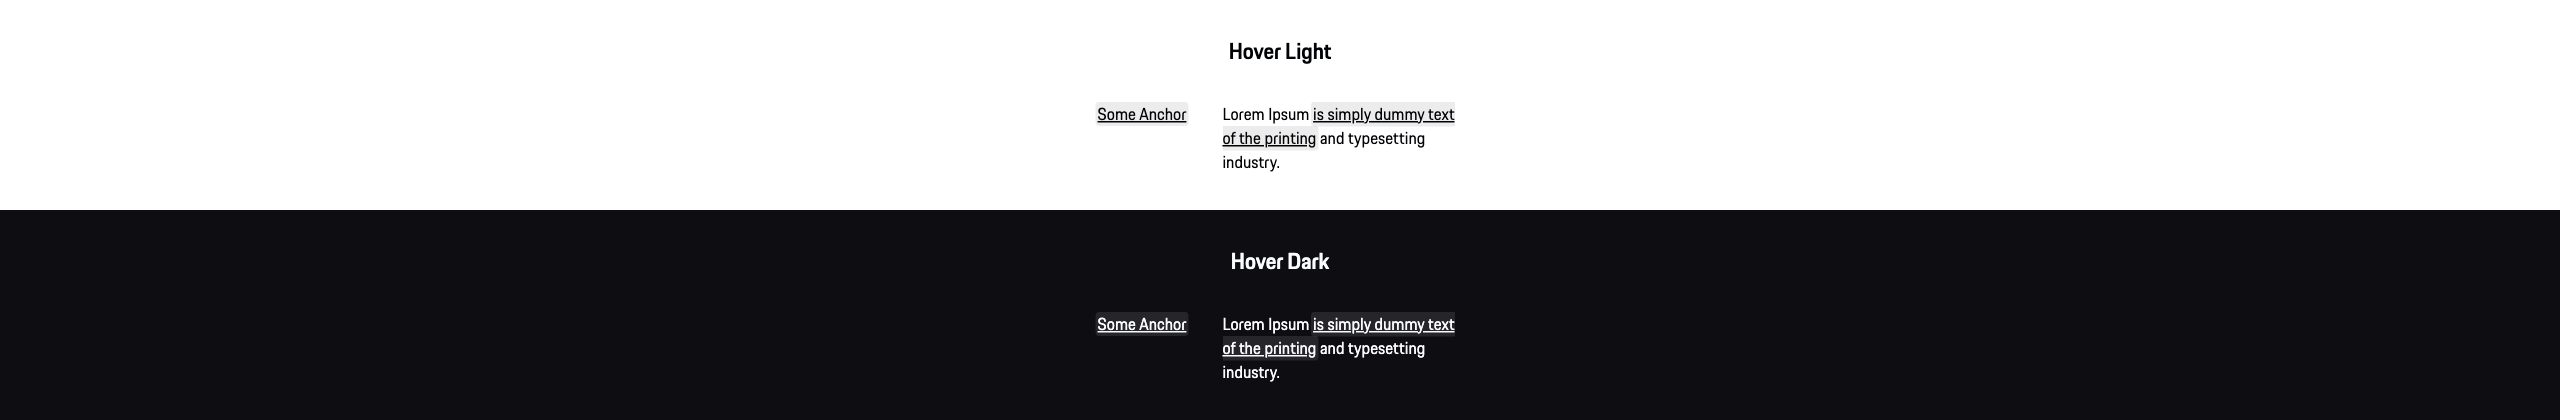 Hover Light
Some Anchor
Lorem Ipsum is simply dummy text
of the printing and typesetting
industry.
Hover Dark
Some Anchor
Lorem Ipsum is simply dummy text
of the printing and typesetting
industry.